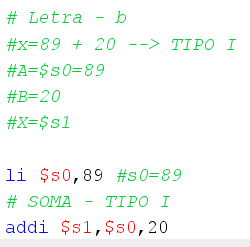 # Letra - b
#x=89 + 20 --> TIPO I
#A=$s0=89
#B=20
#X=$s1
li $s0,89 #s0=89
# SOMA - TIPO I
addi $s1,$s0,20